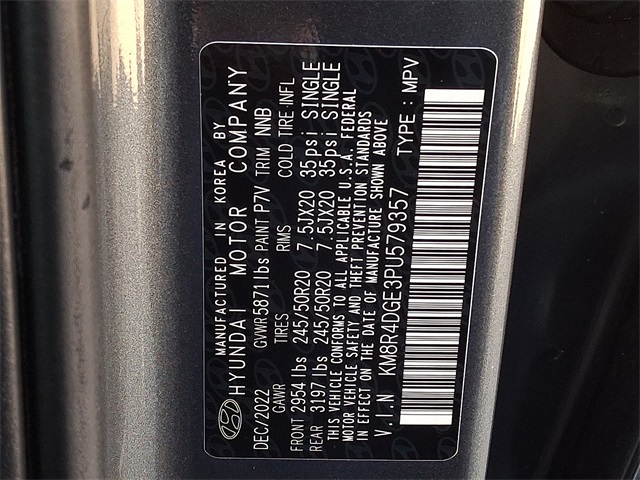 MANUFACTURED IN KOREA BY
HYUNDAI MOTOR COMPANY
DEC/2022 GVWR 5871 lbs PAINT P7V TRIM NNB
GAWR TIRES RIMS COLD TIRE INFL
FRONT 2954 lbs 245/50R20 7.5JX20 35psi SINGLE
REAR 3197 lbs 245/50R20 7.5JX20 35psi SINGLE
THIS VEHICLE CONFORMS TO ALL APPLICABLE U.S.A. FEDERAL
MOTOR VEHICLE SAFETY AND THEFT PREVENTION STANDARDS
IN EFFECT ON THE DATE OF MANUFACTURE SHOWN ABOVE
V.I.N KM8R4DGE3PU579357 TYPE : MPV